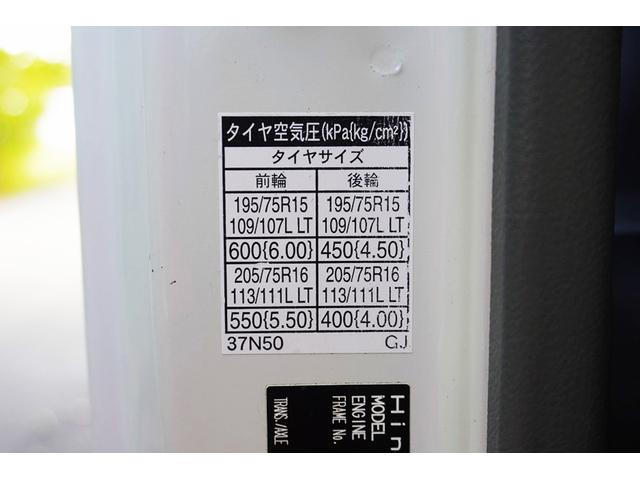 タイヤ空気圧(kPa{kg/cm²})
タイヤサイズ
前輪 後輪
195/75R15 195/75R15
109/107L LT 109/107L LT
600{6.00} 450{4.50}
205/75R16 205/75R16
113/111L LT 113/111L LT
550{5.50} 400{4.00}
37N50 GJ
Hin
MODEL
ENGINE
FRAME No.
TRANS./AXLE